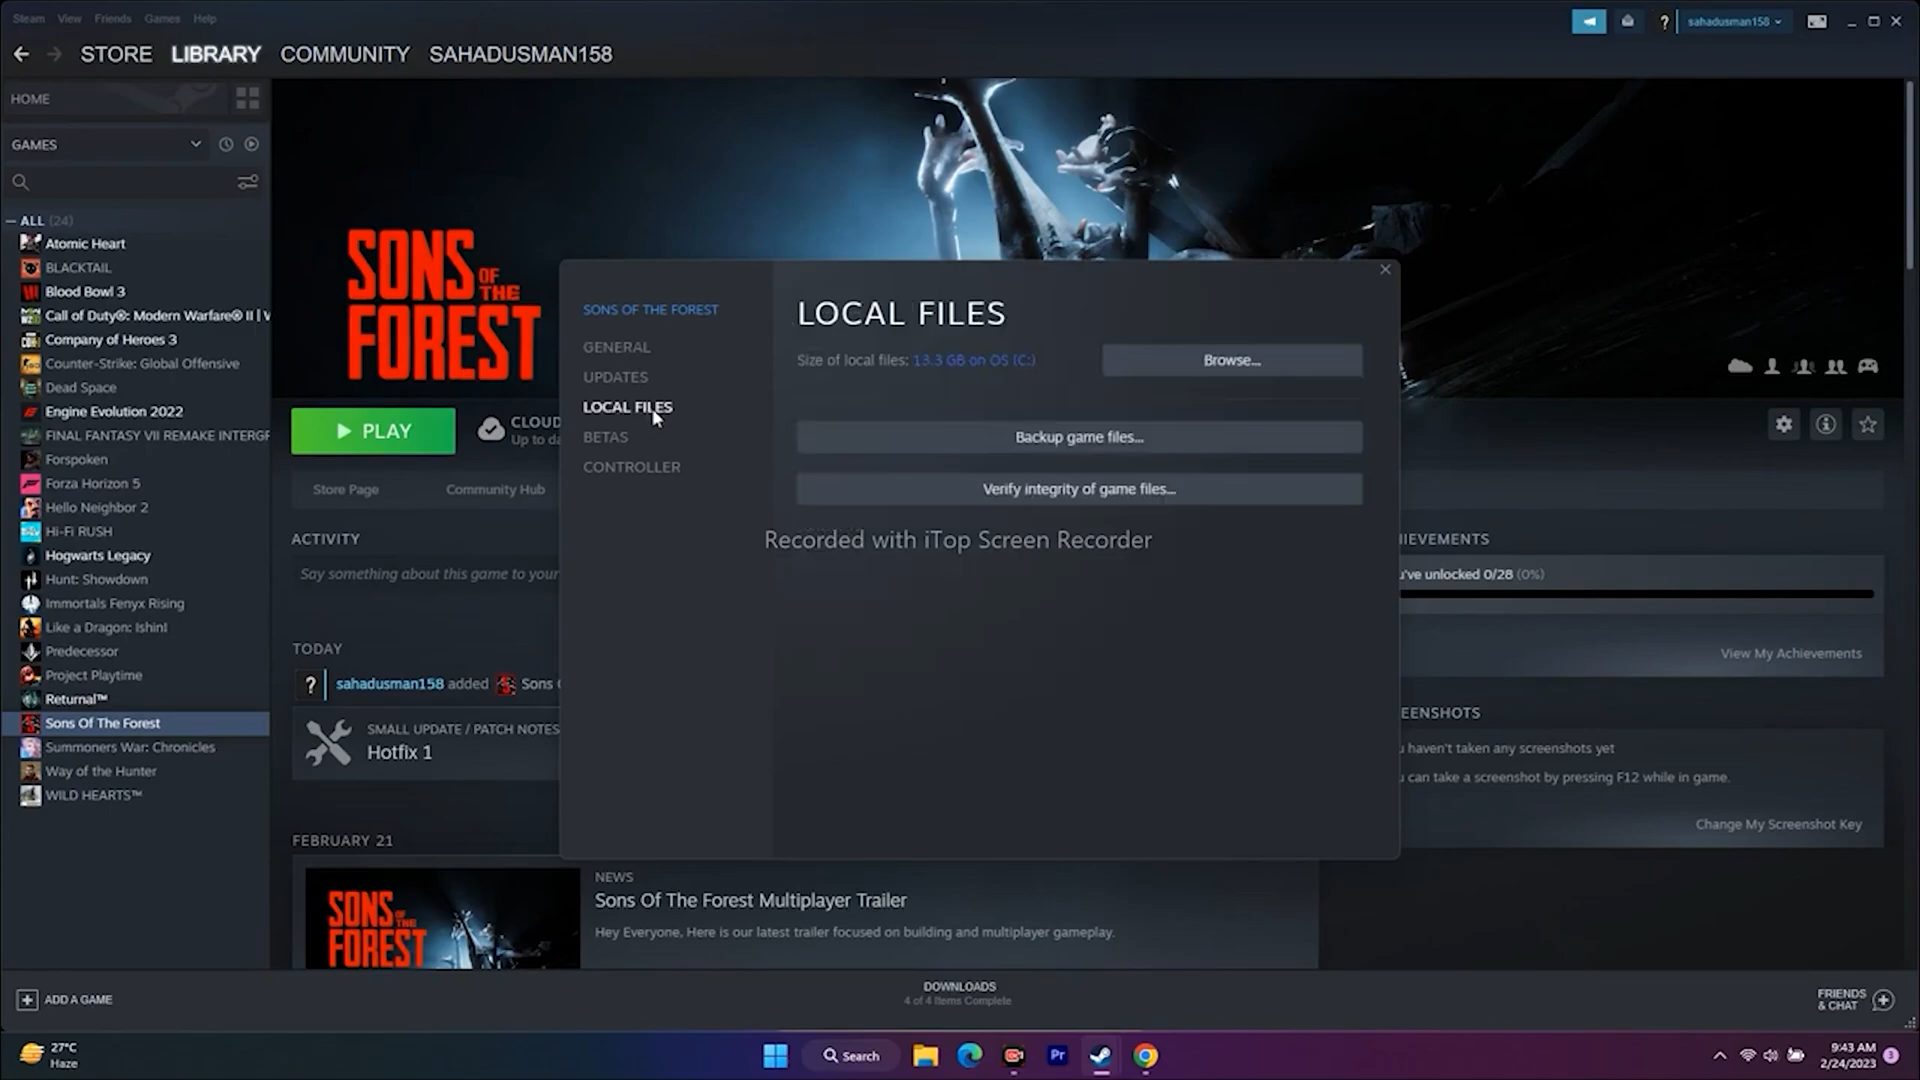 Steam View Friends Games Help
sahadusman158
STORE LIBRARY COMMUNITY SAHADUSMAN158
HOME
GAMES
— ALL (24)
Atomic Heart
BLACKTAIL
Blood Bowl 3
Call of Duty®: Modern Warfare® II | W
Company of Heroes 3
Counter-Strike: Global Offensive
Dead Space
Engine Evolution 2022
FINAL FANTASY VII REMAKE INTERGR
Forspoken
Forza Horizon 5
Hello Neighbor 2
Hi-Fi RUSH
Hogwarts Legacy
Hunt: Showdown
Immortals Fenyx Rising
Like a Dragon: Ishin!
Predecessor
Project Playtime
Returnal™
Sons Of The Forest
Summoners War: Chronicles
Way of the Hunter
WILD HEARTS™
SONS OF THE FOREST
PLAY
CLOUD
Up to da
Store Page Community Hub
ACTIVITY
Say something about this game to your
TODAY
sahadusman158 added Sons
SMALL UPDATE / PATCH NOTES
Hotfix 1
FEBRUARY 21
SONS OF THE FOREST
NEWS
Sons Of The Forest Multiplayer Trailer
Hey Everyone, Here is our latest trailer focused on building and multiplayer gameplay.
SONS OF THE FOREST
GENERAL
UPDATES
LOCAL FILES
BETAS
CONTROLLER
LOCAL FILES
Size of local files: 13.3 GB on OS (C:)
Browse...
Backup game files...
Verify integrity of game files...
Recorded with iTop Screen Recorder
IEVEMENTS
've unlocked 0/28 (0%)
View My Achievements
EENSHOTS
haven't taken any screenshots yet
can take a screenshot by pressing F12 while in game.
Change My Screenshot Key
ADD A GAME
DOWNLOADS
4 of 4 Items Complete
FRIENDS
& CHAT
27°C
Haze
Search
Pr
9:43 AM
2/24/2023
3